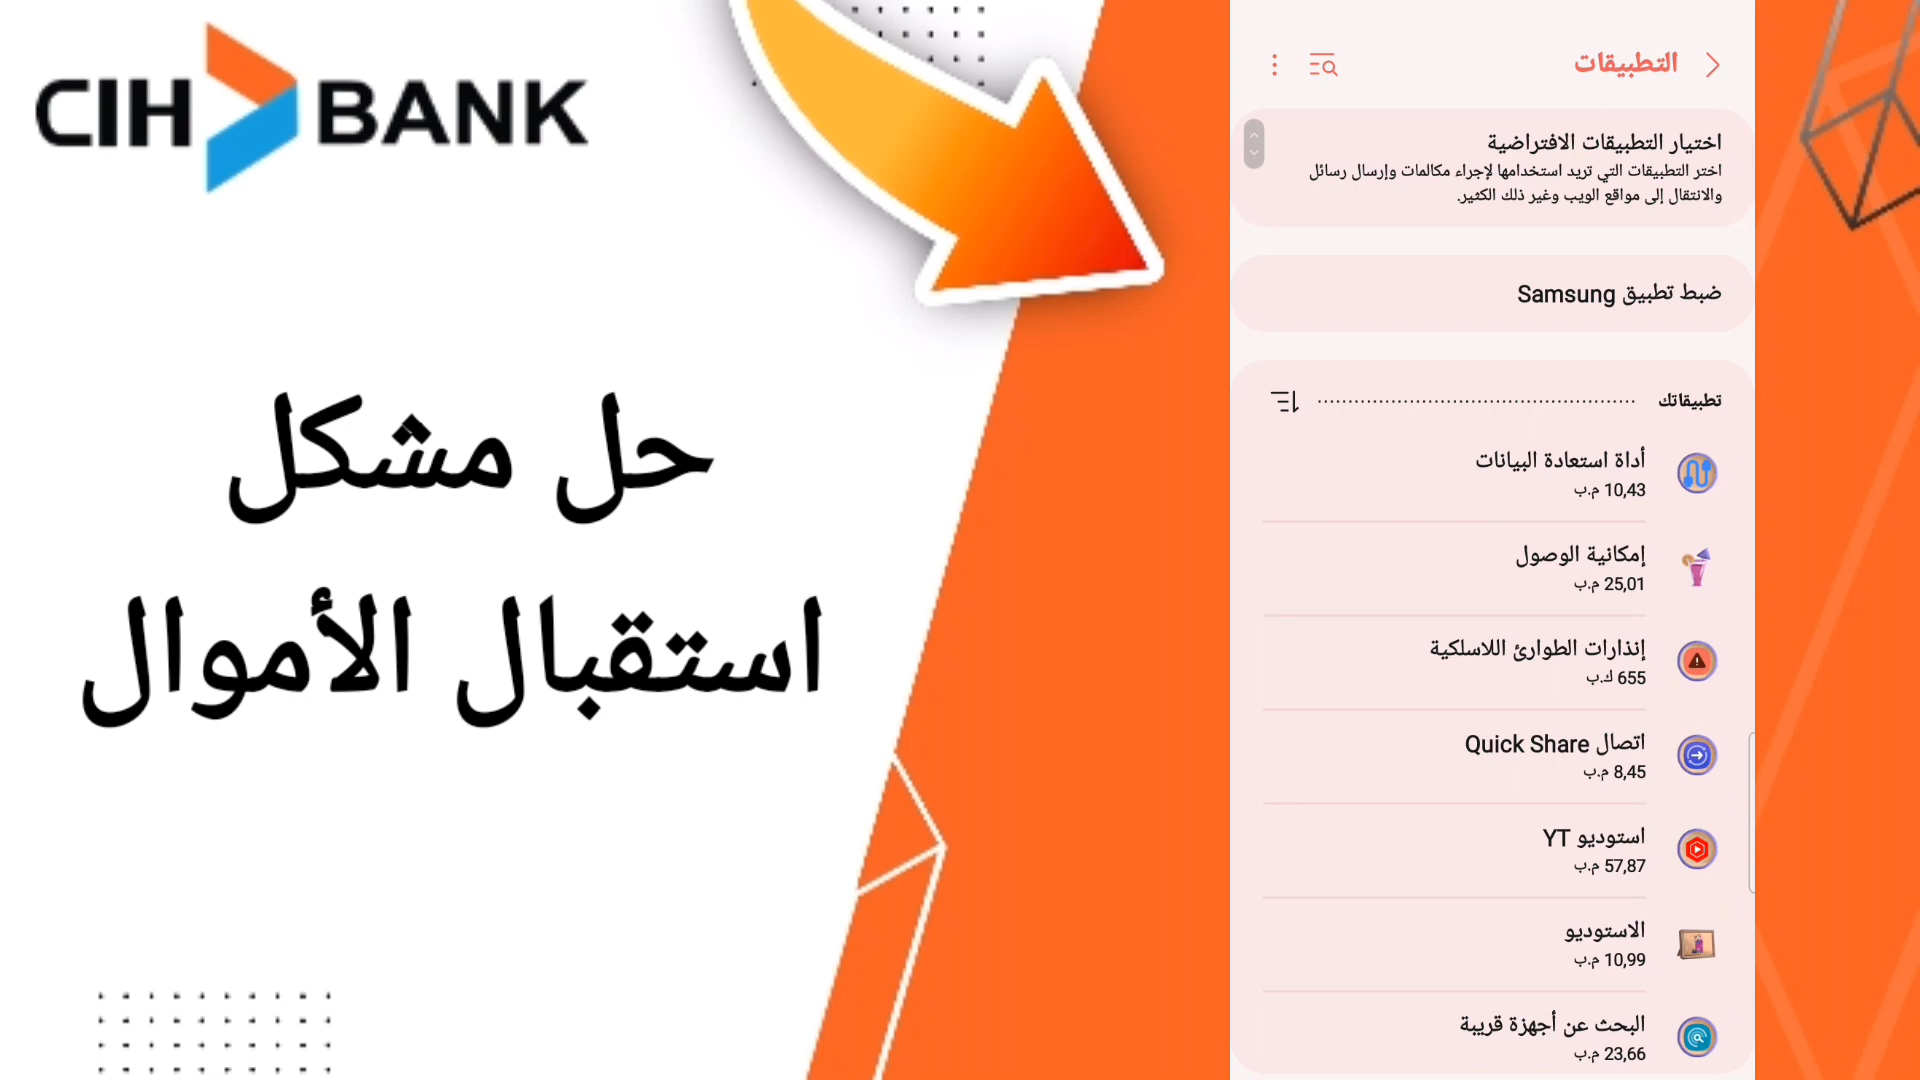 CIH BANK
حل مشكل
استقبال الأموال
التطبيقات
اختيار التطبيقات الافتراضية
اختر التطبيقات التي تريد استخدامها لإجراء مكالمات وإرسال رسائل
والانتقال إلى مواقع الويب وغير ذلك الكثير.
ضبط تطبيق Samsung
تطبيقاتك
أداة استعادة البيانات
10,43 م.ب
إمكانية الوصول
25,01 م.ب
إنذارات الطوارئ اللاسلكية
655 ك.ب
اتصال Quick Share
8,45 م.ب
استوديو YT
57,87 م.ب
الاستوديو
10,99 م.ب
البحث عن أجهزة قريبة
23,66 م.ب